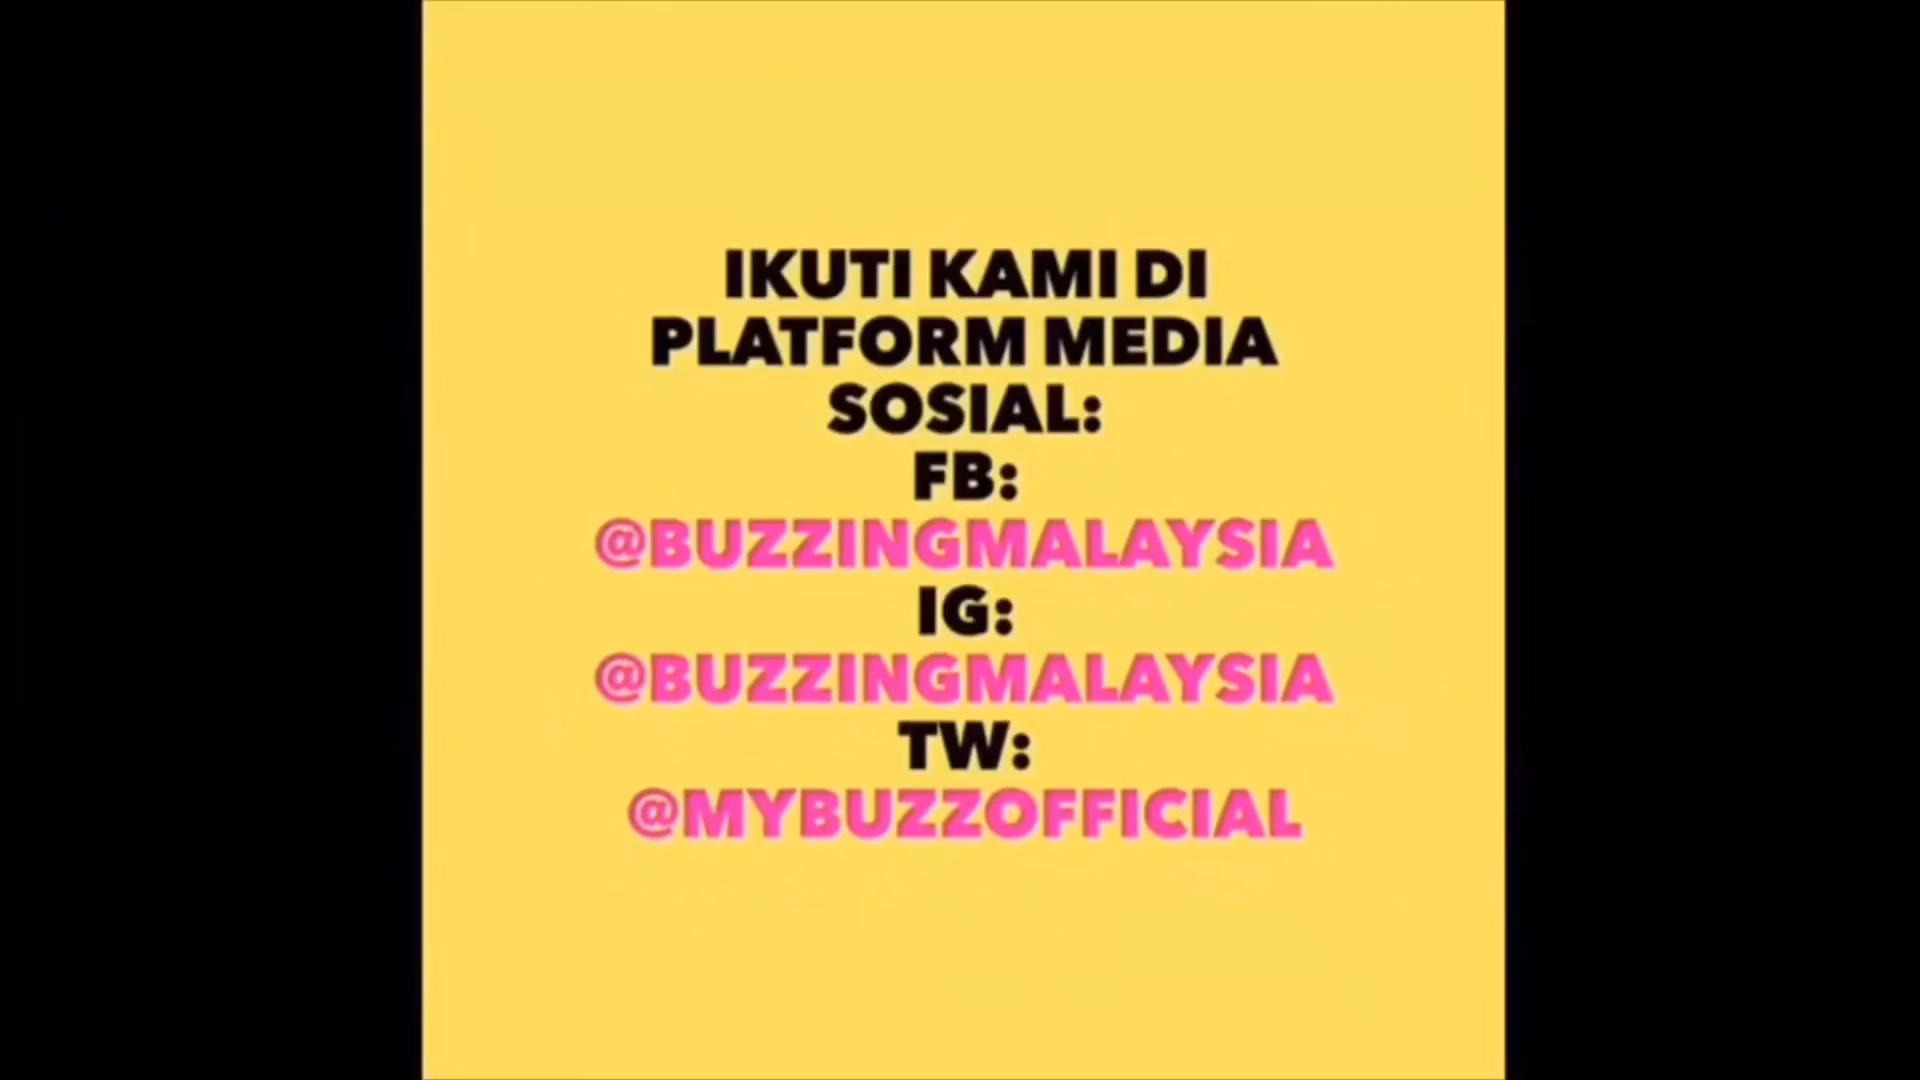 IKUTI KAMI DI
PLATFORM MEDIA
SOSIAL:
FB:
@BUZZINGMALAYSIA
IG:
@BUZZINGMALAYSIA
TW:
@MYBUZZOFFICIAL